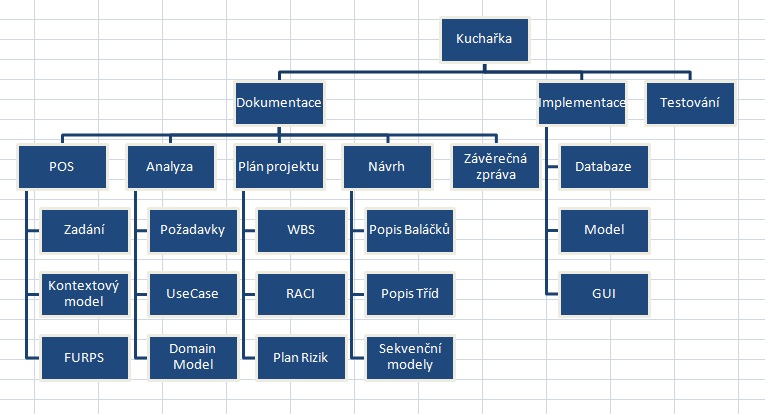 Kuchařka
Dokumentace
Implementace
Testování
POS
Analyza
Plán projektu
Návrh
Závěrečná
zpráva
Databaze
Zadání
Požadavky
WBS
Popis Baláčků
Model
Kontextový
model
UseCase
RACI
Popis Tříd
GUI
FURPS
Domain
Model
Plan Rizik
Sekvenční
modely